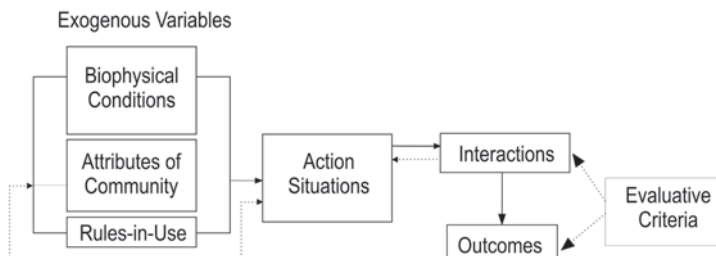 Exogenous Variables
Biophysical
Conditions
Attributes of
Community
Rules-in-Use
Action
Situations
Interactions
Outcomes
Evaluative
Criteria